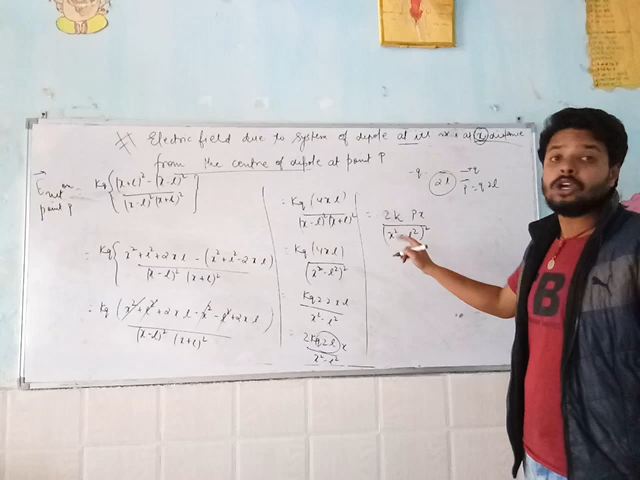 # Electric field due to system of dipole at its axis at x distance
from the centre of dipole at point P
E net on point P
Kq { (x+l)² - (x-l)² / (x-l)² (x+l)² }
= Kq { x² + l² + 2xl - (x² + l² - 2xl) / (x-l)² (x+l)² }
= Kq ( x² + l² + 2xl - x² - l² + 2xl ) / (x-l)² (x+l)²
= Kq (4xl) / (x-l)² (x+l)²
= Kq (4xl) / (x² - l²)²
= Kq 2 2xl / x² - l²
= 2Kq 2l x / x² - l²
= 2K Px / (x² - l²)²
-q 2l +q
P = q 2l
B